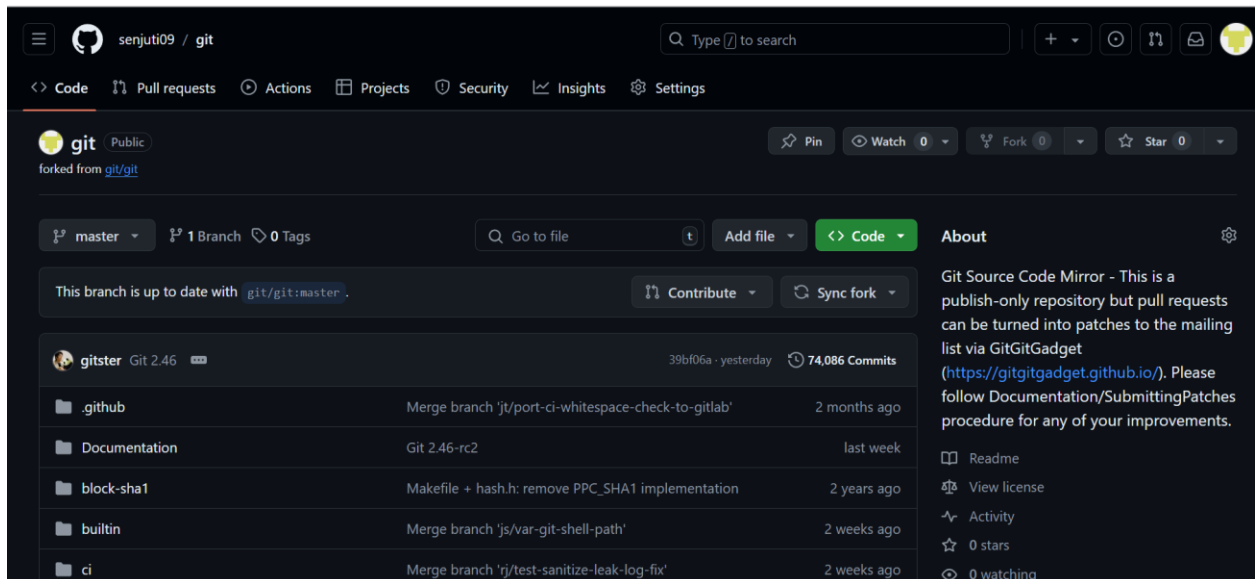 senjuti09 / git
Type / to search
Code Pull requests Actions Projects Security Insights Settings
git Public
Pin Watch 0 Fork 0 Star 0
forked from git/git
master 1 Branch 0 Tags
Go to file t Add file Code
This branch is up to date with git/git:master.
Contribute Sync fork
gitster Git 2.46 39bf06a · yesterday 74,086 Commits
.github Merge branch 'jt/port-ci-whitespace-check-to-gitlab' 2 months ago
Documentation Git 2.46-rc2 last week
block-sha1 Makefile + hash.h: remove PPC_SHA1 implementation 2 years ago
builtin Merge branch 'js/var-git-shell-path' 2 weeks ago
ci Merge branch 'rj/test-sanitize-leak-log-fix' 2 weeks ago
About
Git Source Code Mirror - This is a
publish-only repository but pull requests
can be turned into patches to the mailing
list via GitGitGadget
(https://gitgitgadget.github.io/). Please
follow Documentation/SubmittingPatches
procedure for any of your improvements.
Readme
View license
Activity
0 stars
0 watching